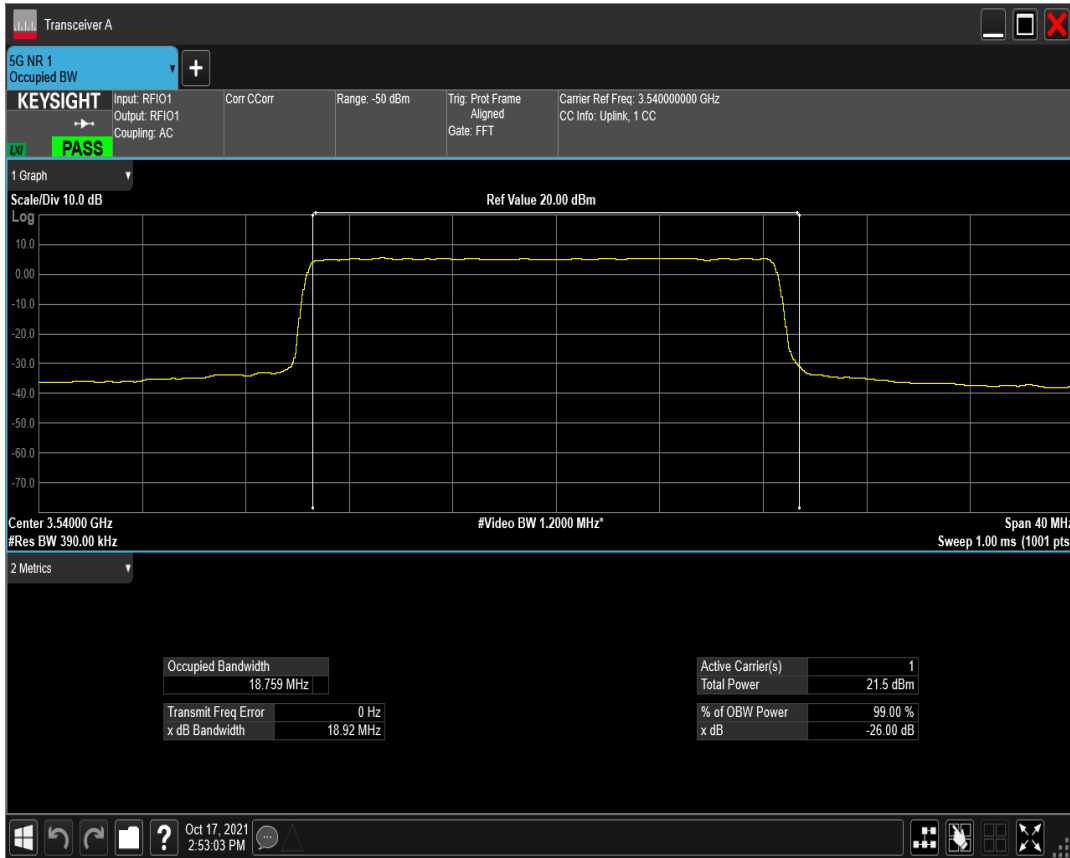 Transceiver A
5G NR 1
Occupied BW
KEYSIGHT
LXI
PASS
Input: RFIO1
Output: RFIO1
Coupling: AC
Corr CCorr
Range: -50 dBm
Trig: Prot Frame
Aligned
Gate: FFT
Carrier Ref Freq: 3.540000000 GHz
CC Info: Uplink, 1 CC
1 Graph
Scale/Div 10.0 dB
Ref Value 20.00 dBm
Log
10.0
0.00
-10.0
-20.0
-30.0
-40.0
-50.0
-60.0
-70.0
Center 3.54000 GHz
#Video BW 1.2000 MHz*
Span 40 MHz
#Res BW 390.00 kHz
Sweep 1.00 ms (1001 pts
2 Metrics
Occupied Bandwidth
18.759 MHz
Transmit Freq Error 0 Hz
x dB Bandwidth 18.92 MHz
Active Carrier(s) 1
Total Power 21.5 dBm
% of OBW Power 99.00 %
x dB -26.00 dB
?
Oct 17, 2021
2:53:03 PM